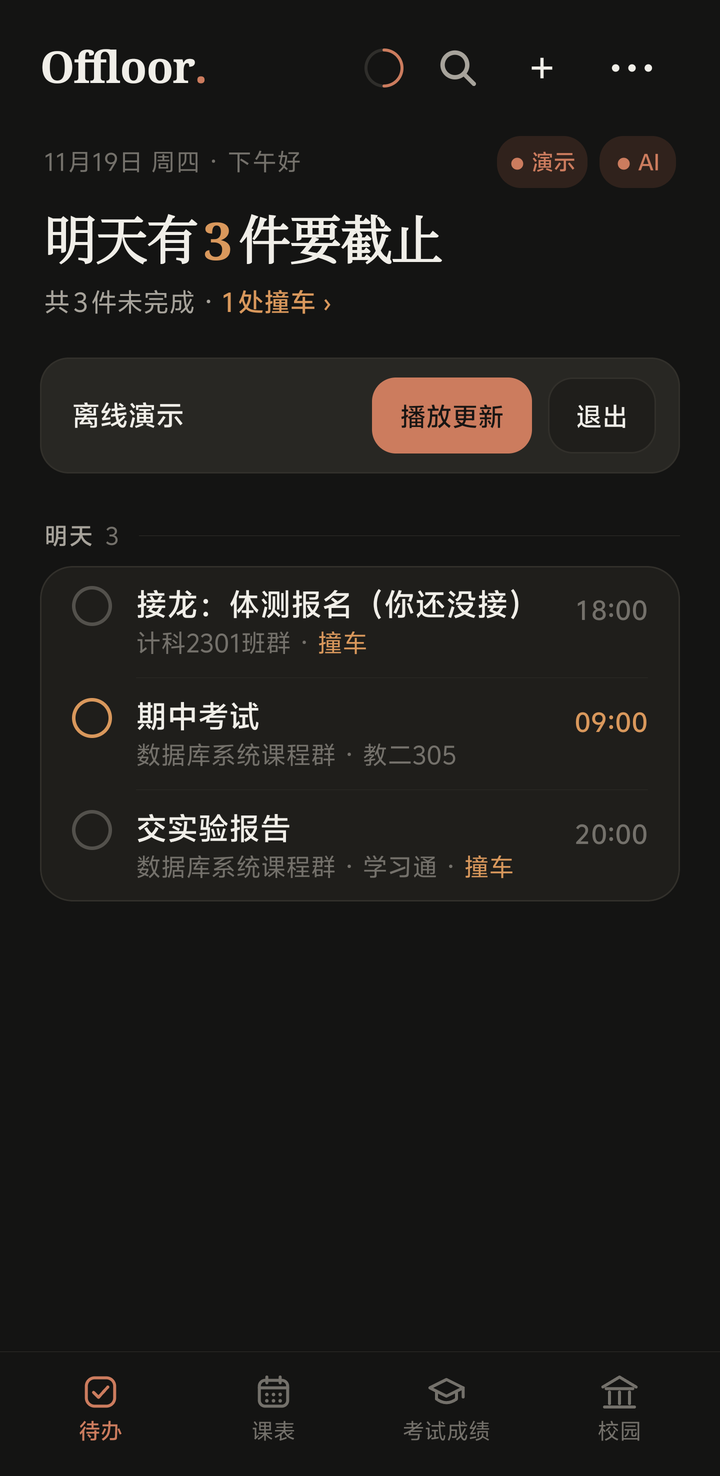 Offloor.
11月19日 周四 · 下午好
演示
AI
明天有3件要截止
共3件未完成 · 1处撞车 ›
离线演示
播放更新
退出
明天 3
接龙：体测报名（你还没接） 18:00
计科2301班群 · 撞车
期中考试 09:00
数据库系统课程群 · 教二305
交实验报告 20:00
数据库系统课程群 · 学习通 · 撞车
待办
课表
考试成绩
校园